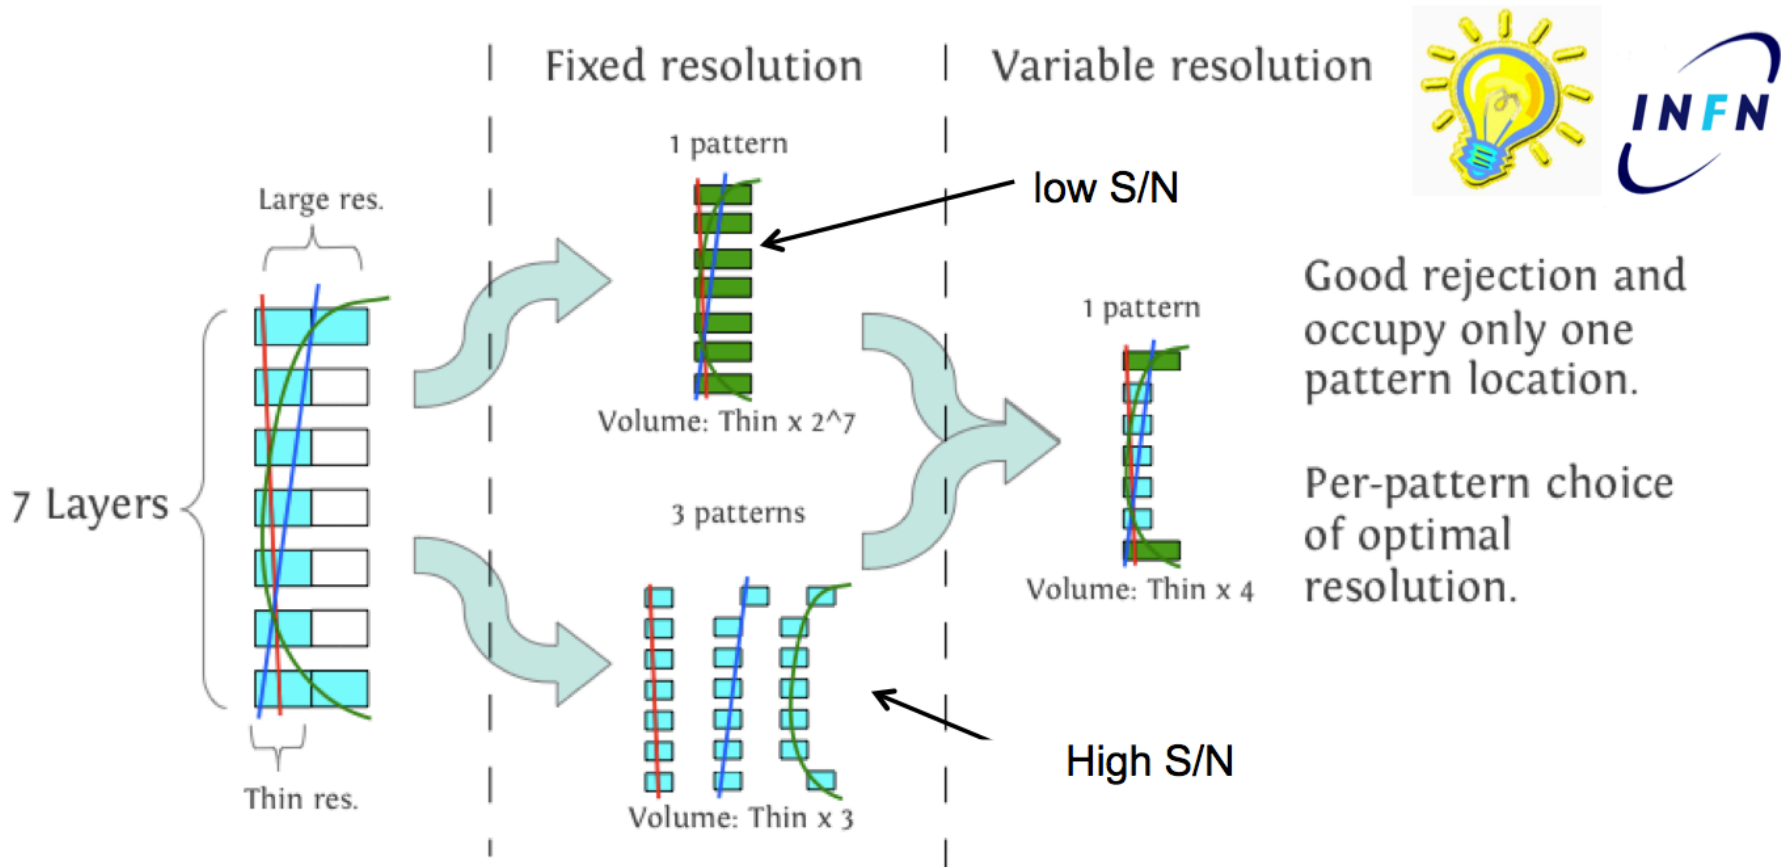 Fixed resolution
Variable resolution
INFN
1 pattern
low S/N
Large res.
Good rejection and
occupy only one
pattern location.
1 pattern
Volume: Thin x 2^7
7 Layers
3 patterns
Per-pattern choice
of optimal
resolution.
Volume: Thin x 4
High S/N
Thin res.
Volume: Thin x 3